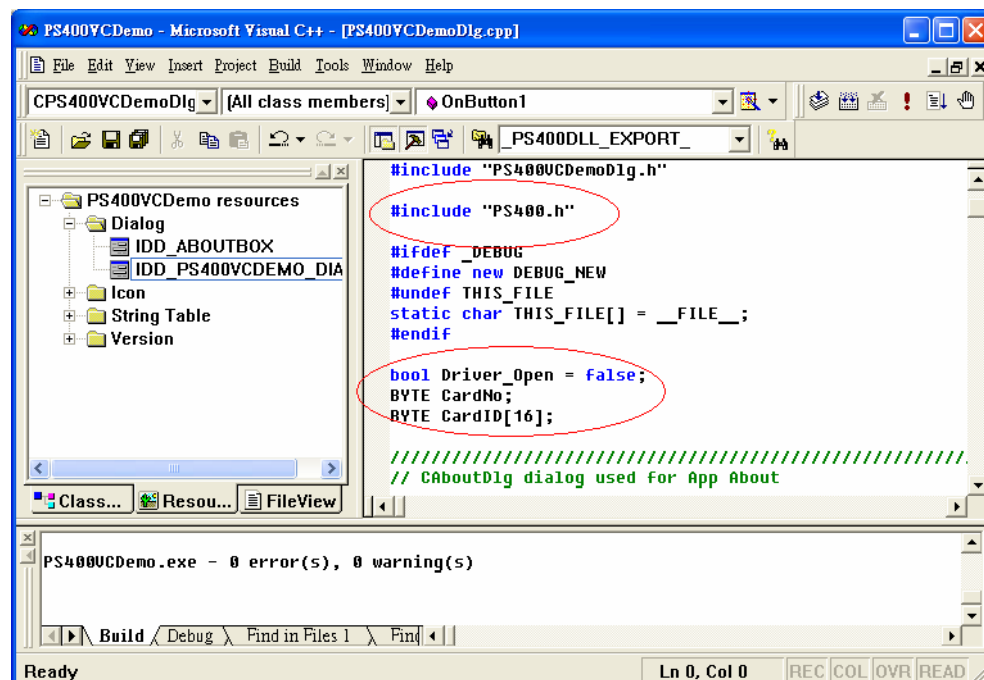 PS400VCDemo - Microsoft Visual C++ - [PS400VCDemoDlg.cpp]
File Edit View Insert Project Build Tools Window Help
CPS400VCDemoDlg [All class members] OnButton1
_PS400DLL_EXPORT_
PS400VCDemo resources
Dialog
IDD_ABOUTBOX
IDD_PS400VCDEMO_DIA
Icon
String Table
Version
Class... Resou... FileView
#include "PS400VCDemoDlg.h"
#include "PS400.h"
#ifdef _DEBUG
#define new DEBUG_NEW
#undef THIS_FILE
static char THIS_FILE[] = __FILE__;
#endif
bool Driver_Open = false;
BYTE CardNo;
BYTE CardID[16];
////////////////////////////////////////////////////.
// CAboutDlg dialog used for App About
PS400VCDemo.exe - 0 error(s), 0 warning(s)
Build Debug Find in Files 1 Find
Ready Ln 0, Col 0 REC COL OVR READ